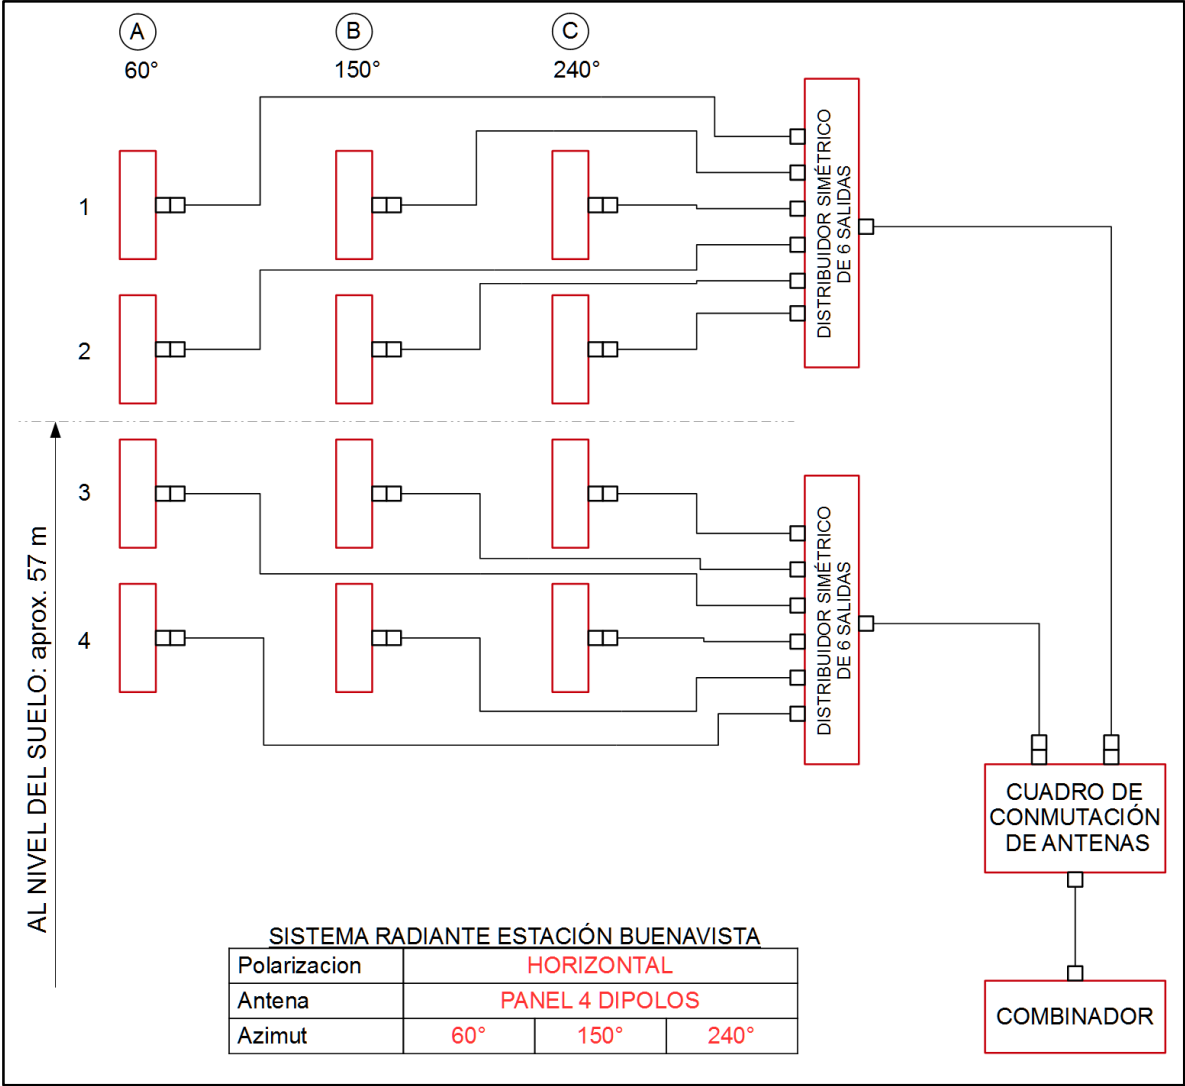 A B C
60° 150° 240°
1
2
3
4
DISTRIBUIDOR SIMÉTRICO
DE 6 SALIDAS
DISTRIBUIDOR SIMÉTRICO
DE 6 SALIDAS
AL NIVEL DEL SUELO: aprox. 57 m
CUADRO DE
CONMUTACIÓN
DE ANTENAS
COMBINADOR
SISTEMA RADIANTE ESTACIÓN BUENAVISTA
Polarizacion HORIZONTAL
Antena PANEL 4 DIPOLOS
Azimut 60° 150° 240°